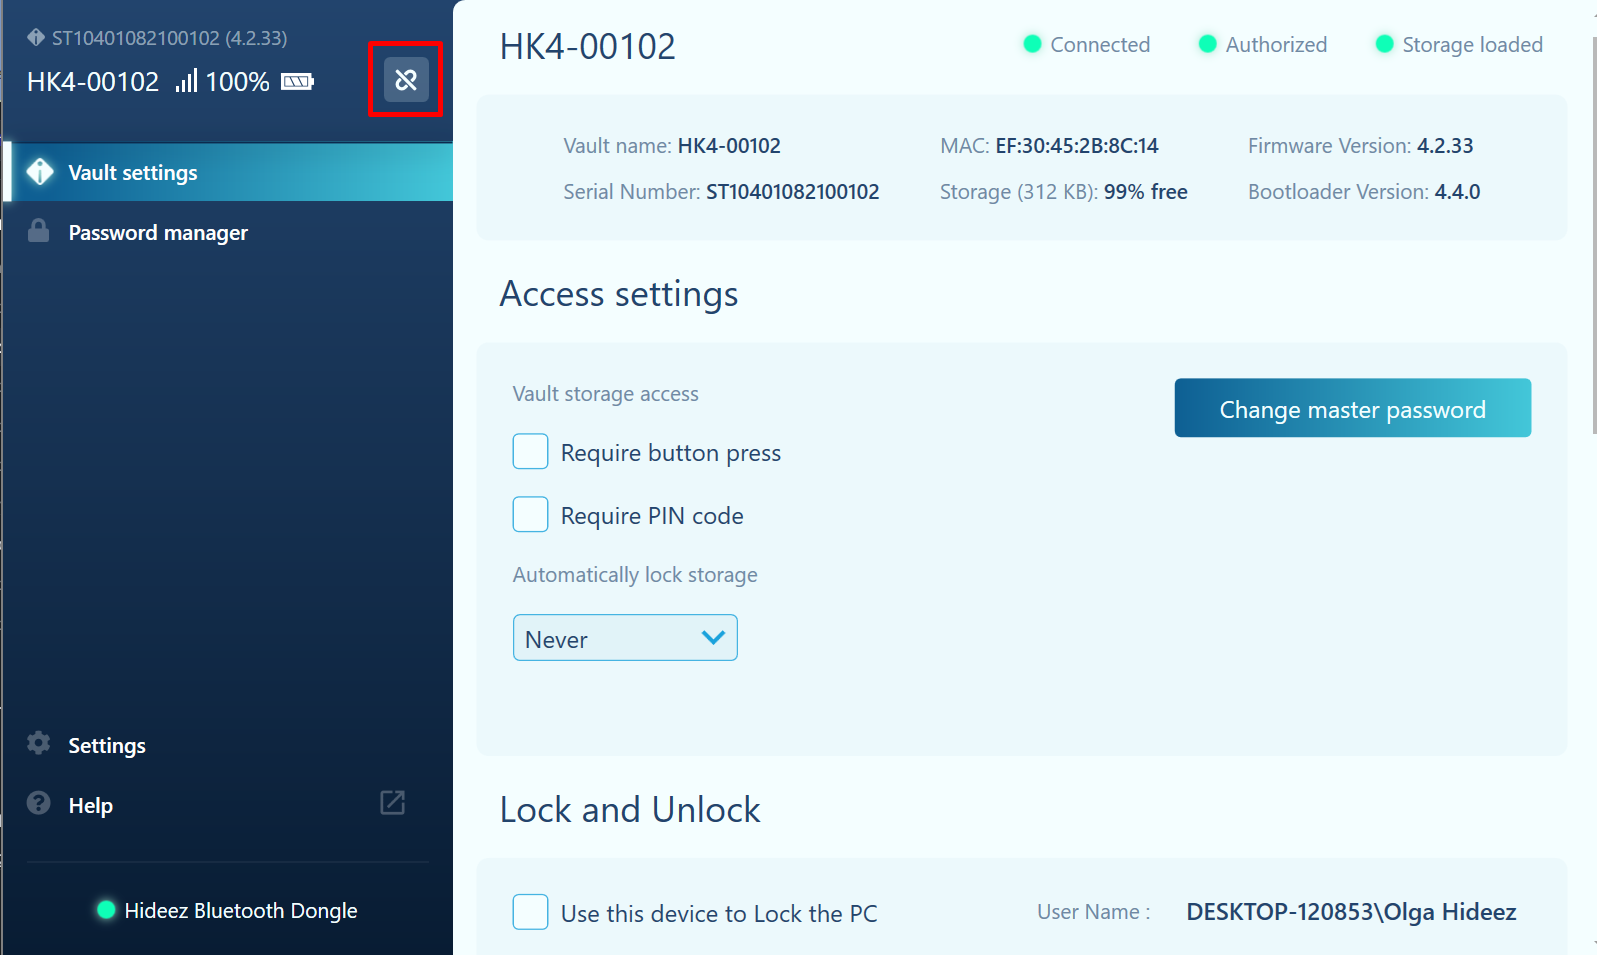 ST10401082100102 (4.2.33)
HK4-00102 100%
Vault settings
Password manager
Settings
Help
Hideez Bluetooth Dongle
HK4-00102
Connected
Authorized
Storage loaded
Vault name: HK4-00102
MAC: EF:30:45:2B:8C:14
Firmware Version: 4.2.33
Serial Number: ST10401082100102
Storage (312 KB): 99% free
Bootloader Version: 4.4.0
Access settings
Vault storage access
Change master password
Require button press
Require PIN code
Automatically lock storage
Never
Lock and Unlock
Use this device to Lock the PC
User Name : DESKTOP-120853\Olga Hideez